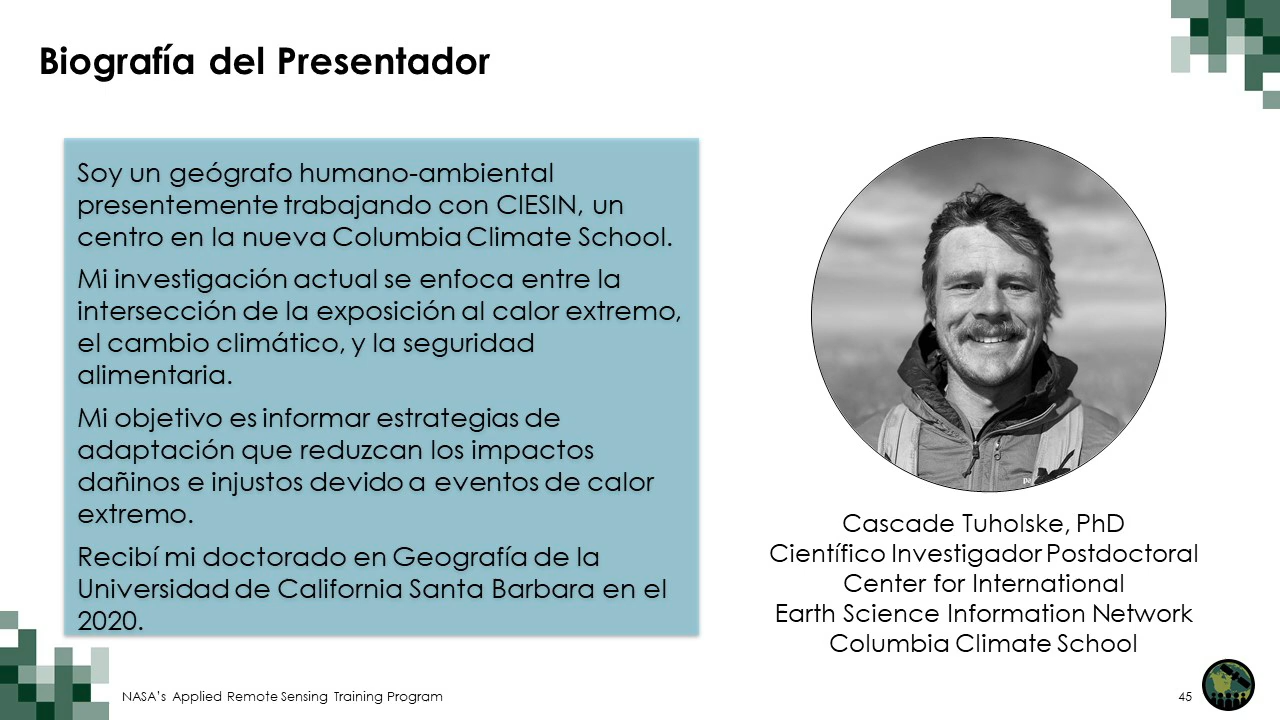 Biografía del Presentador
Soy un geógrafo humano-ambiental
presentemente trabajando con CIESIN, un
centro en la nueva Columbia Climate School.
Mi investigación actual se enfoca entre la
intersección de la exposición al calor extremo,
el cambio climático, y la seguridad
alimentaria.
Mi objetivo es informar estrategias de
adaptación que reduzcan los impactos
dañinos e injustos devido a eventos de calor
extremo.
Recibí mi doctorado en Geografía de la
Universidad de California Santa Barbara en el
2020.
Cascade Tuholske, PhD
Científico Investigador Postdoctoral
Center for International
Earth Science Information Network
Columbia Climate School
NASA's Applied Remote Sensing Training Program
45